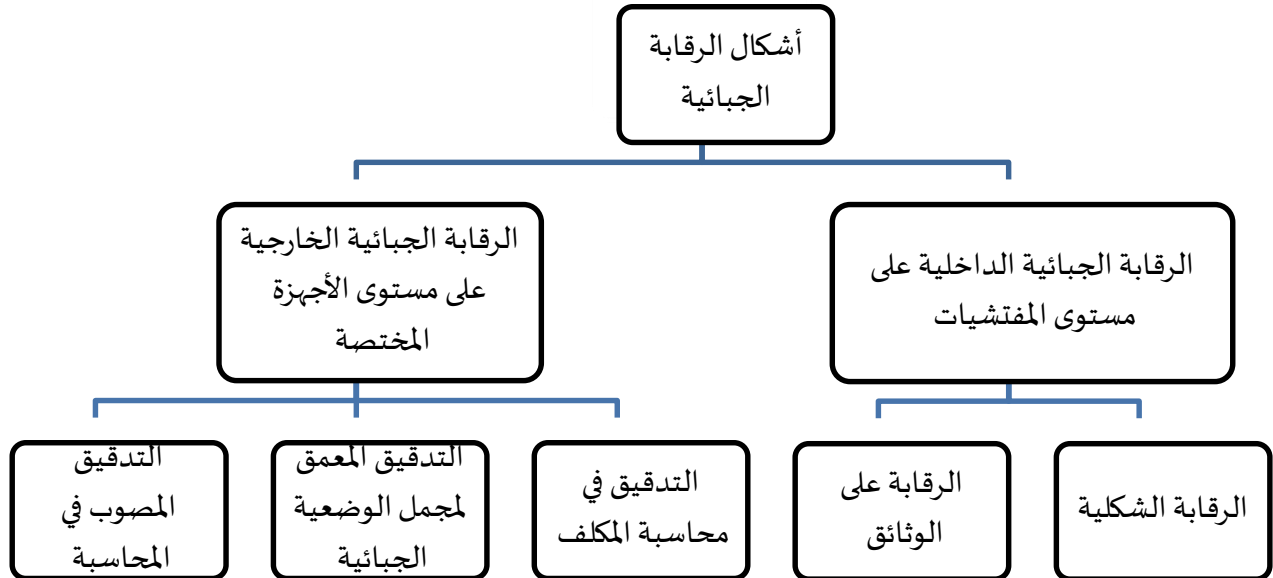 أشكال الرقابة
الجبائية
الرقابة الجبائية الداخلية على
مستوى المفتشيات
الرقابة الجبائية الخارجية
على مستوى الأجهزة
المختصة
الرقابة الشكلية
الرقابة على
الوثائق
التدقيق في
محاسبة المكلف
التدقيق المعمق
لمجمل الوضعية
الجبائية
التدقيق
المصوب في
المحاسبة